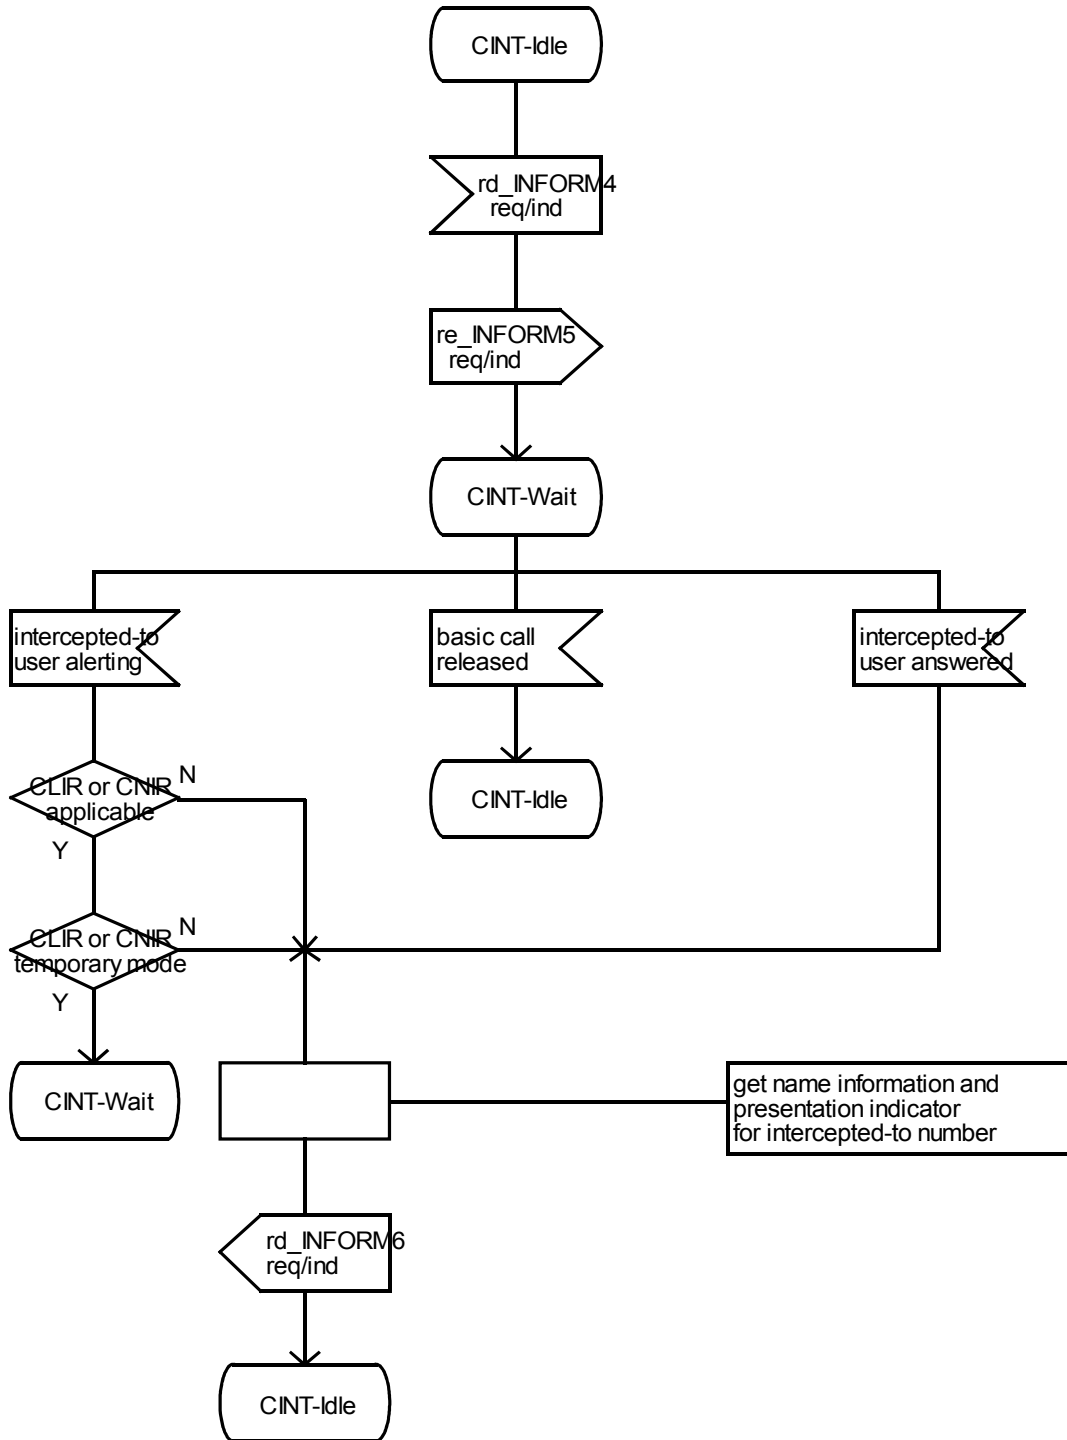 CINT-Idle
rd_INFORM4
req/ind
re_INFORM5
req/ind
CINT-Wait
intercepted-to
user alerting
basic call
released
intercepted-to
user answered
CLIR or CNIR
applicable
N
Y
CINT-Idle
CLIR or CNIR
temporary mode
N
Y
CINT-Wait
get name information and
presentation indicator
for intercepted-to number
rd_INFORM6
req/ind
CINT-Idle